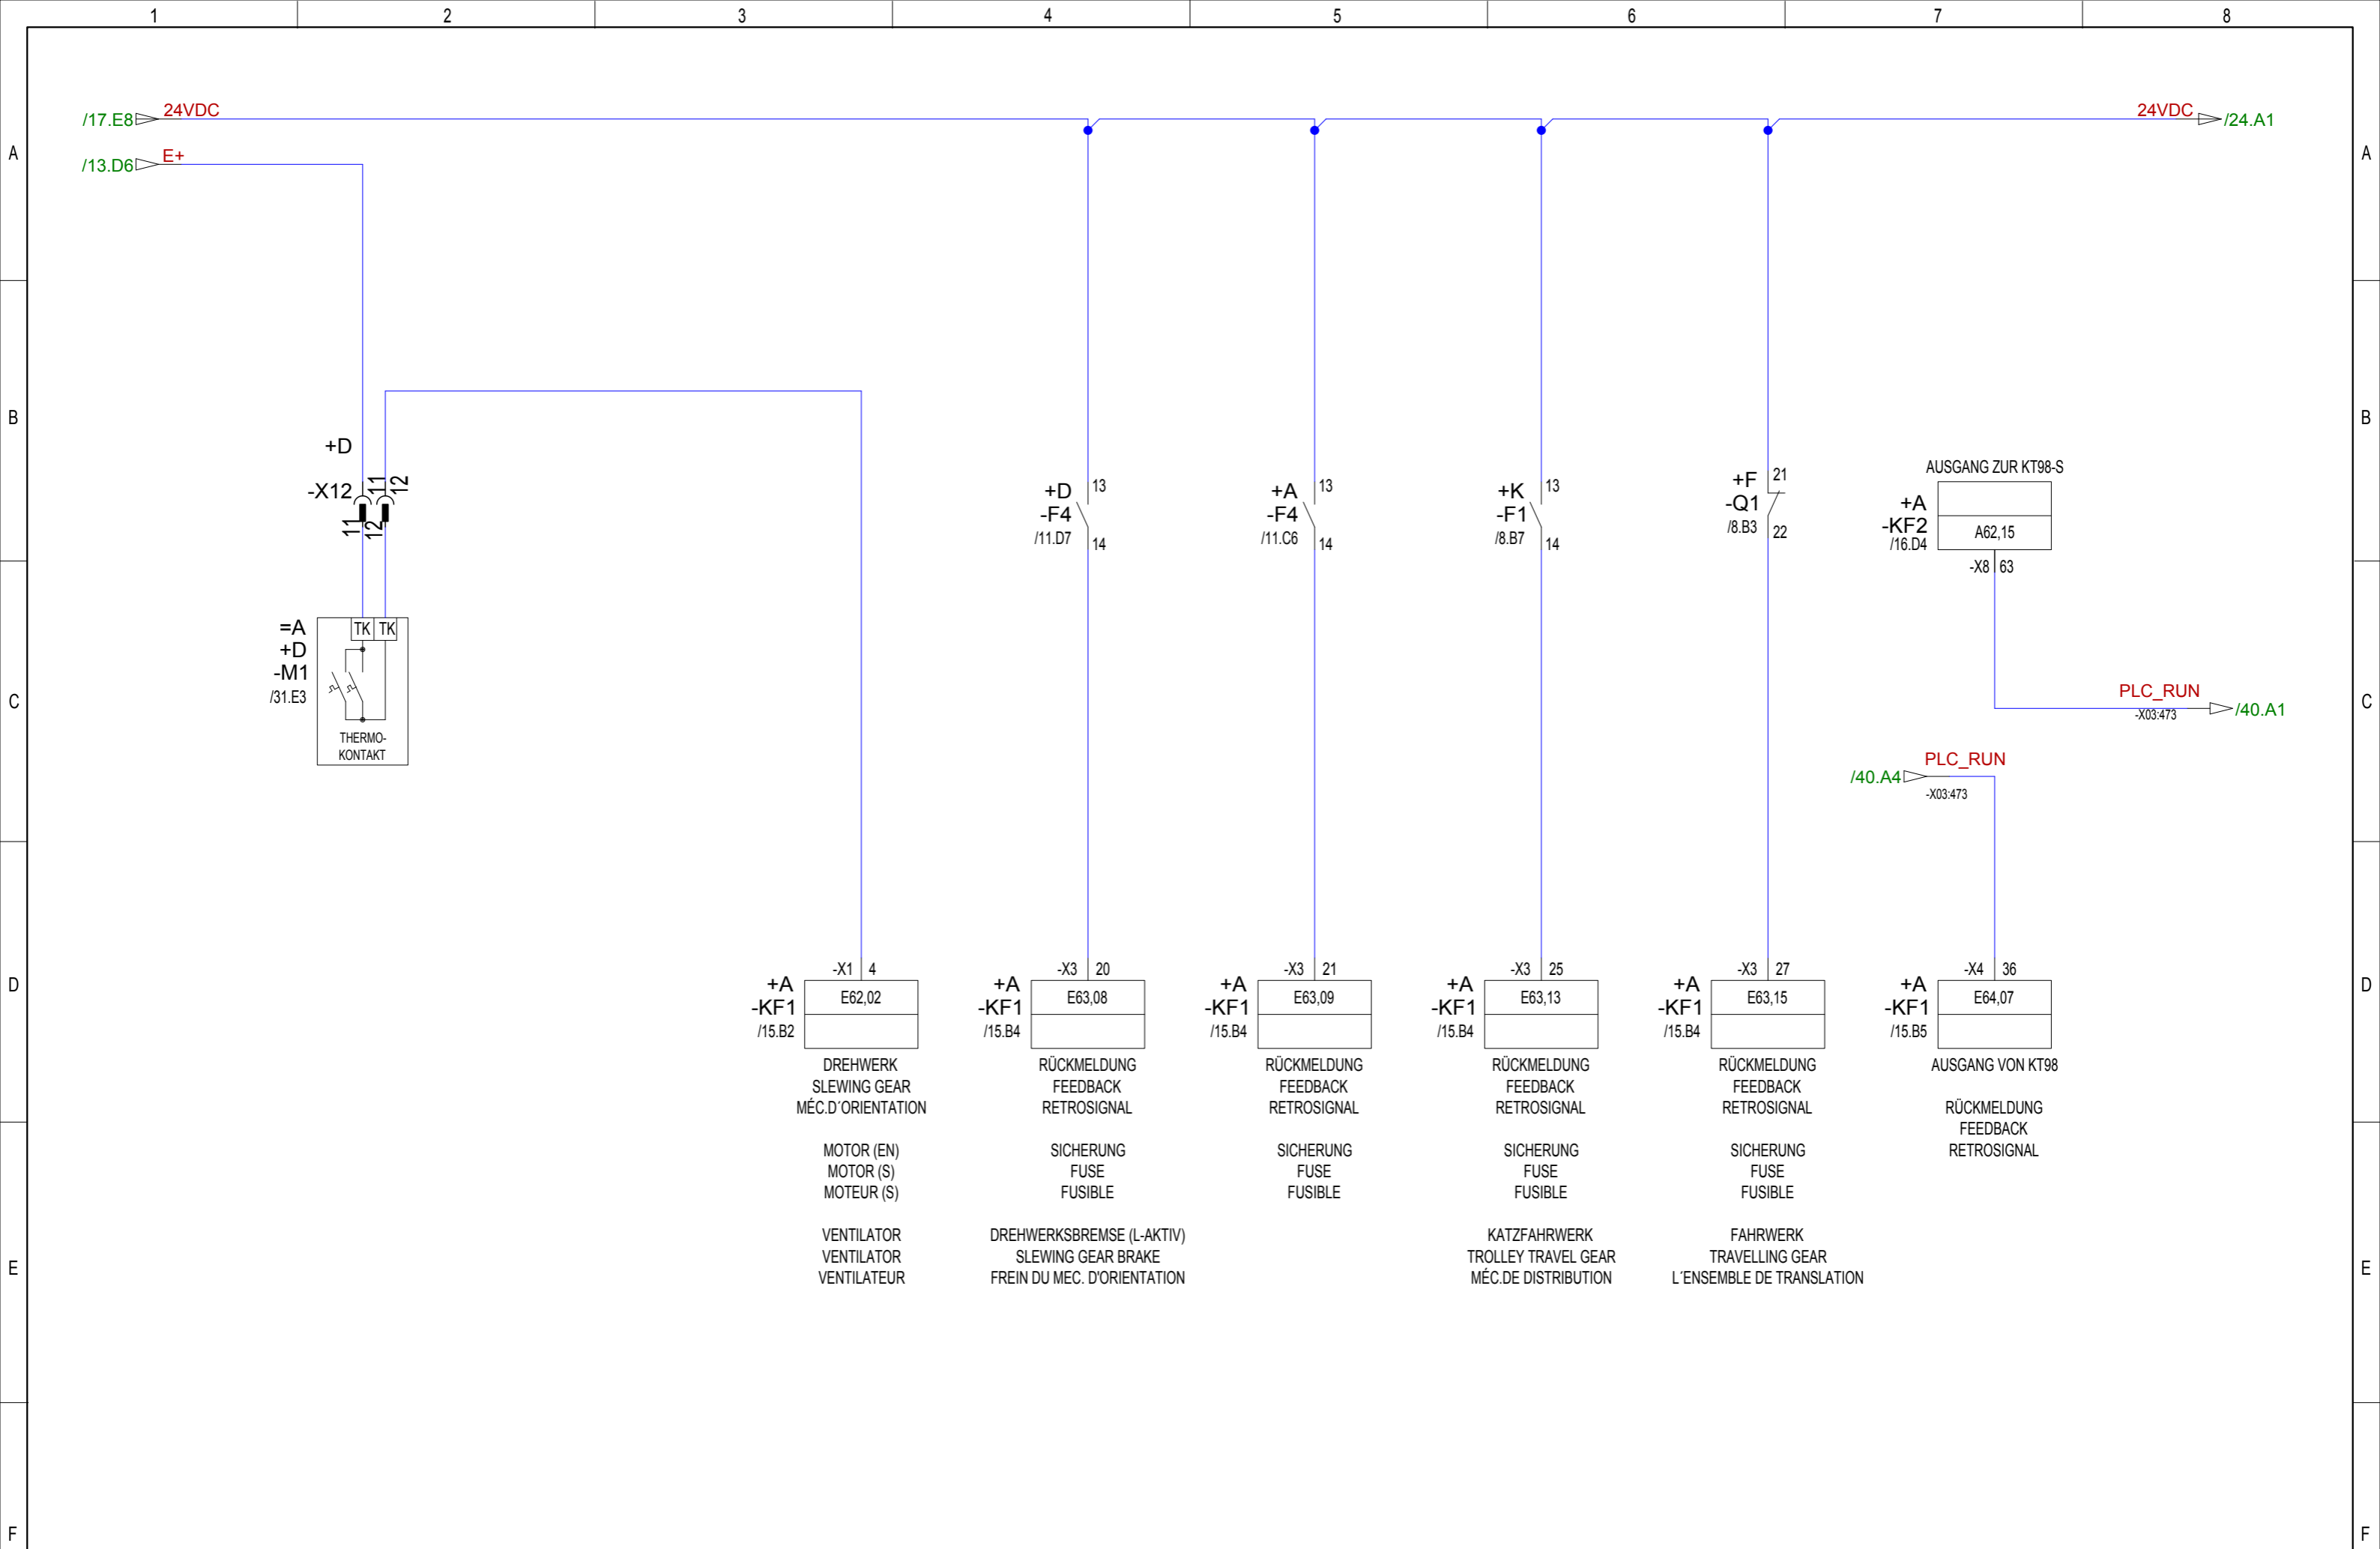 1 2 3 4 5 6 7 8
/17.E8 24VDC
24VDC /24.A1
A A
/13.D6 E+
B B
+D
-X12 11 12
11 12
+D 13
-F4
/11.D7 14
+A 13
-F4
/11.C6 14
+K 13
-F1
/8.B7 14
+F 21
-Q1
/8.B3 22
AUSGANG ZUR KT98-S
+A
-KF2 A62,15
/16.D4
-X8 63
=A TK TK
+D
-M1
/31.E3
THERMO-
KONTAKT
C C
PLC_RUN
-X03:473 /40.A1
PLC_RUN
/40.A4
-X03:473
D D
-X1 4
+A E62,02
-KF1
/15.B2
DREHWERK
SLEWING GEAR
MÉC.D´ORIENTATION
MOTOR (EN)
MOTOR (S)
MOTEUR (S)
VENTILATOR
VENTILATOR
VENTILATEUR
-X3 20
+A E63,08
-KF1
/15.B4
RÜCKMELDUNG
FEEDBACK
RETROSIGNAL
SICHERUNG
FUSE
FUSIBLE
DREHWERKSBREMSE (L-AKTIV)
SLEWING GEAR BRAKE
FREIN DU MEC. D'ORIENTATION
-X3 21
+A E63,09
-KF1
/15.B4
RÜCKMELDUNG
FEEDBACK
RETROSIGNAL
SICHERUNG
FUSE
FUSIBLE
-X3 25
+A E63,13
-KF1
/15.B4
RÜCKMELDUNG
FEEDBACK
RETROSIGNAL
SICHERUNG
FUSE
FUSIBLE
KATZFAHRWERK
TROLLEY TRAVEL GEAR
MÉC.DE DISTRIBUTION
-X3 27
+A E63,15
-KF1
/15.B4
RÜCKMELDUNG
FEEDBACK
RETROSIGNAL
SICHERUNG
FUSE
FUSIBLE
FAHRWERK
TRAVELLING GEAR
L´ENSEMBLE DE TRANSLATION
-X4 36
+A E64,07
-KF1
/15.B5
AUSGANG VON KT98
RÜCKMELDUNG
FEEDBACK
RETROSIGNAL
E E
F F